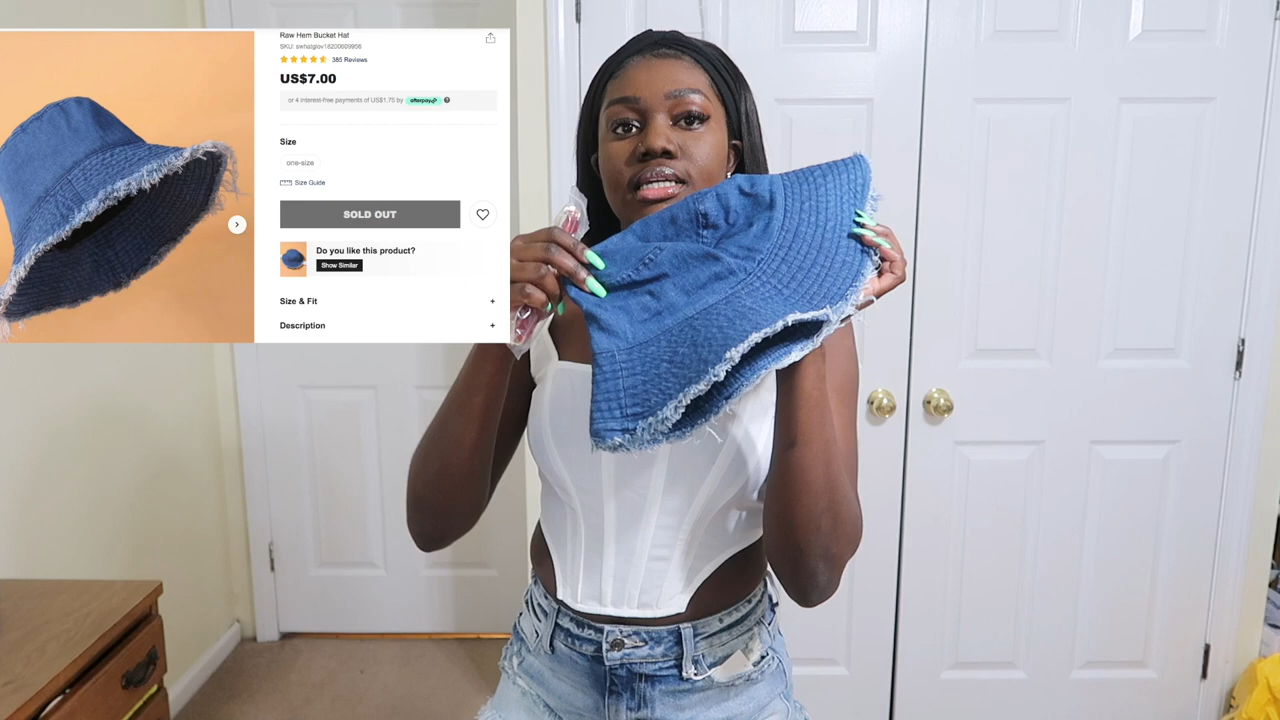 Raw Hem Bucket Hat
SKU: swhatglov18200609956
385 Reviews
US$7.00
or 4 interest-free payments of US$1.75 by afterpay ?
Size
one-size
Size Guide
SOLD OUT
Do you like this product?
Show Similar
Size & Fit +
Description +